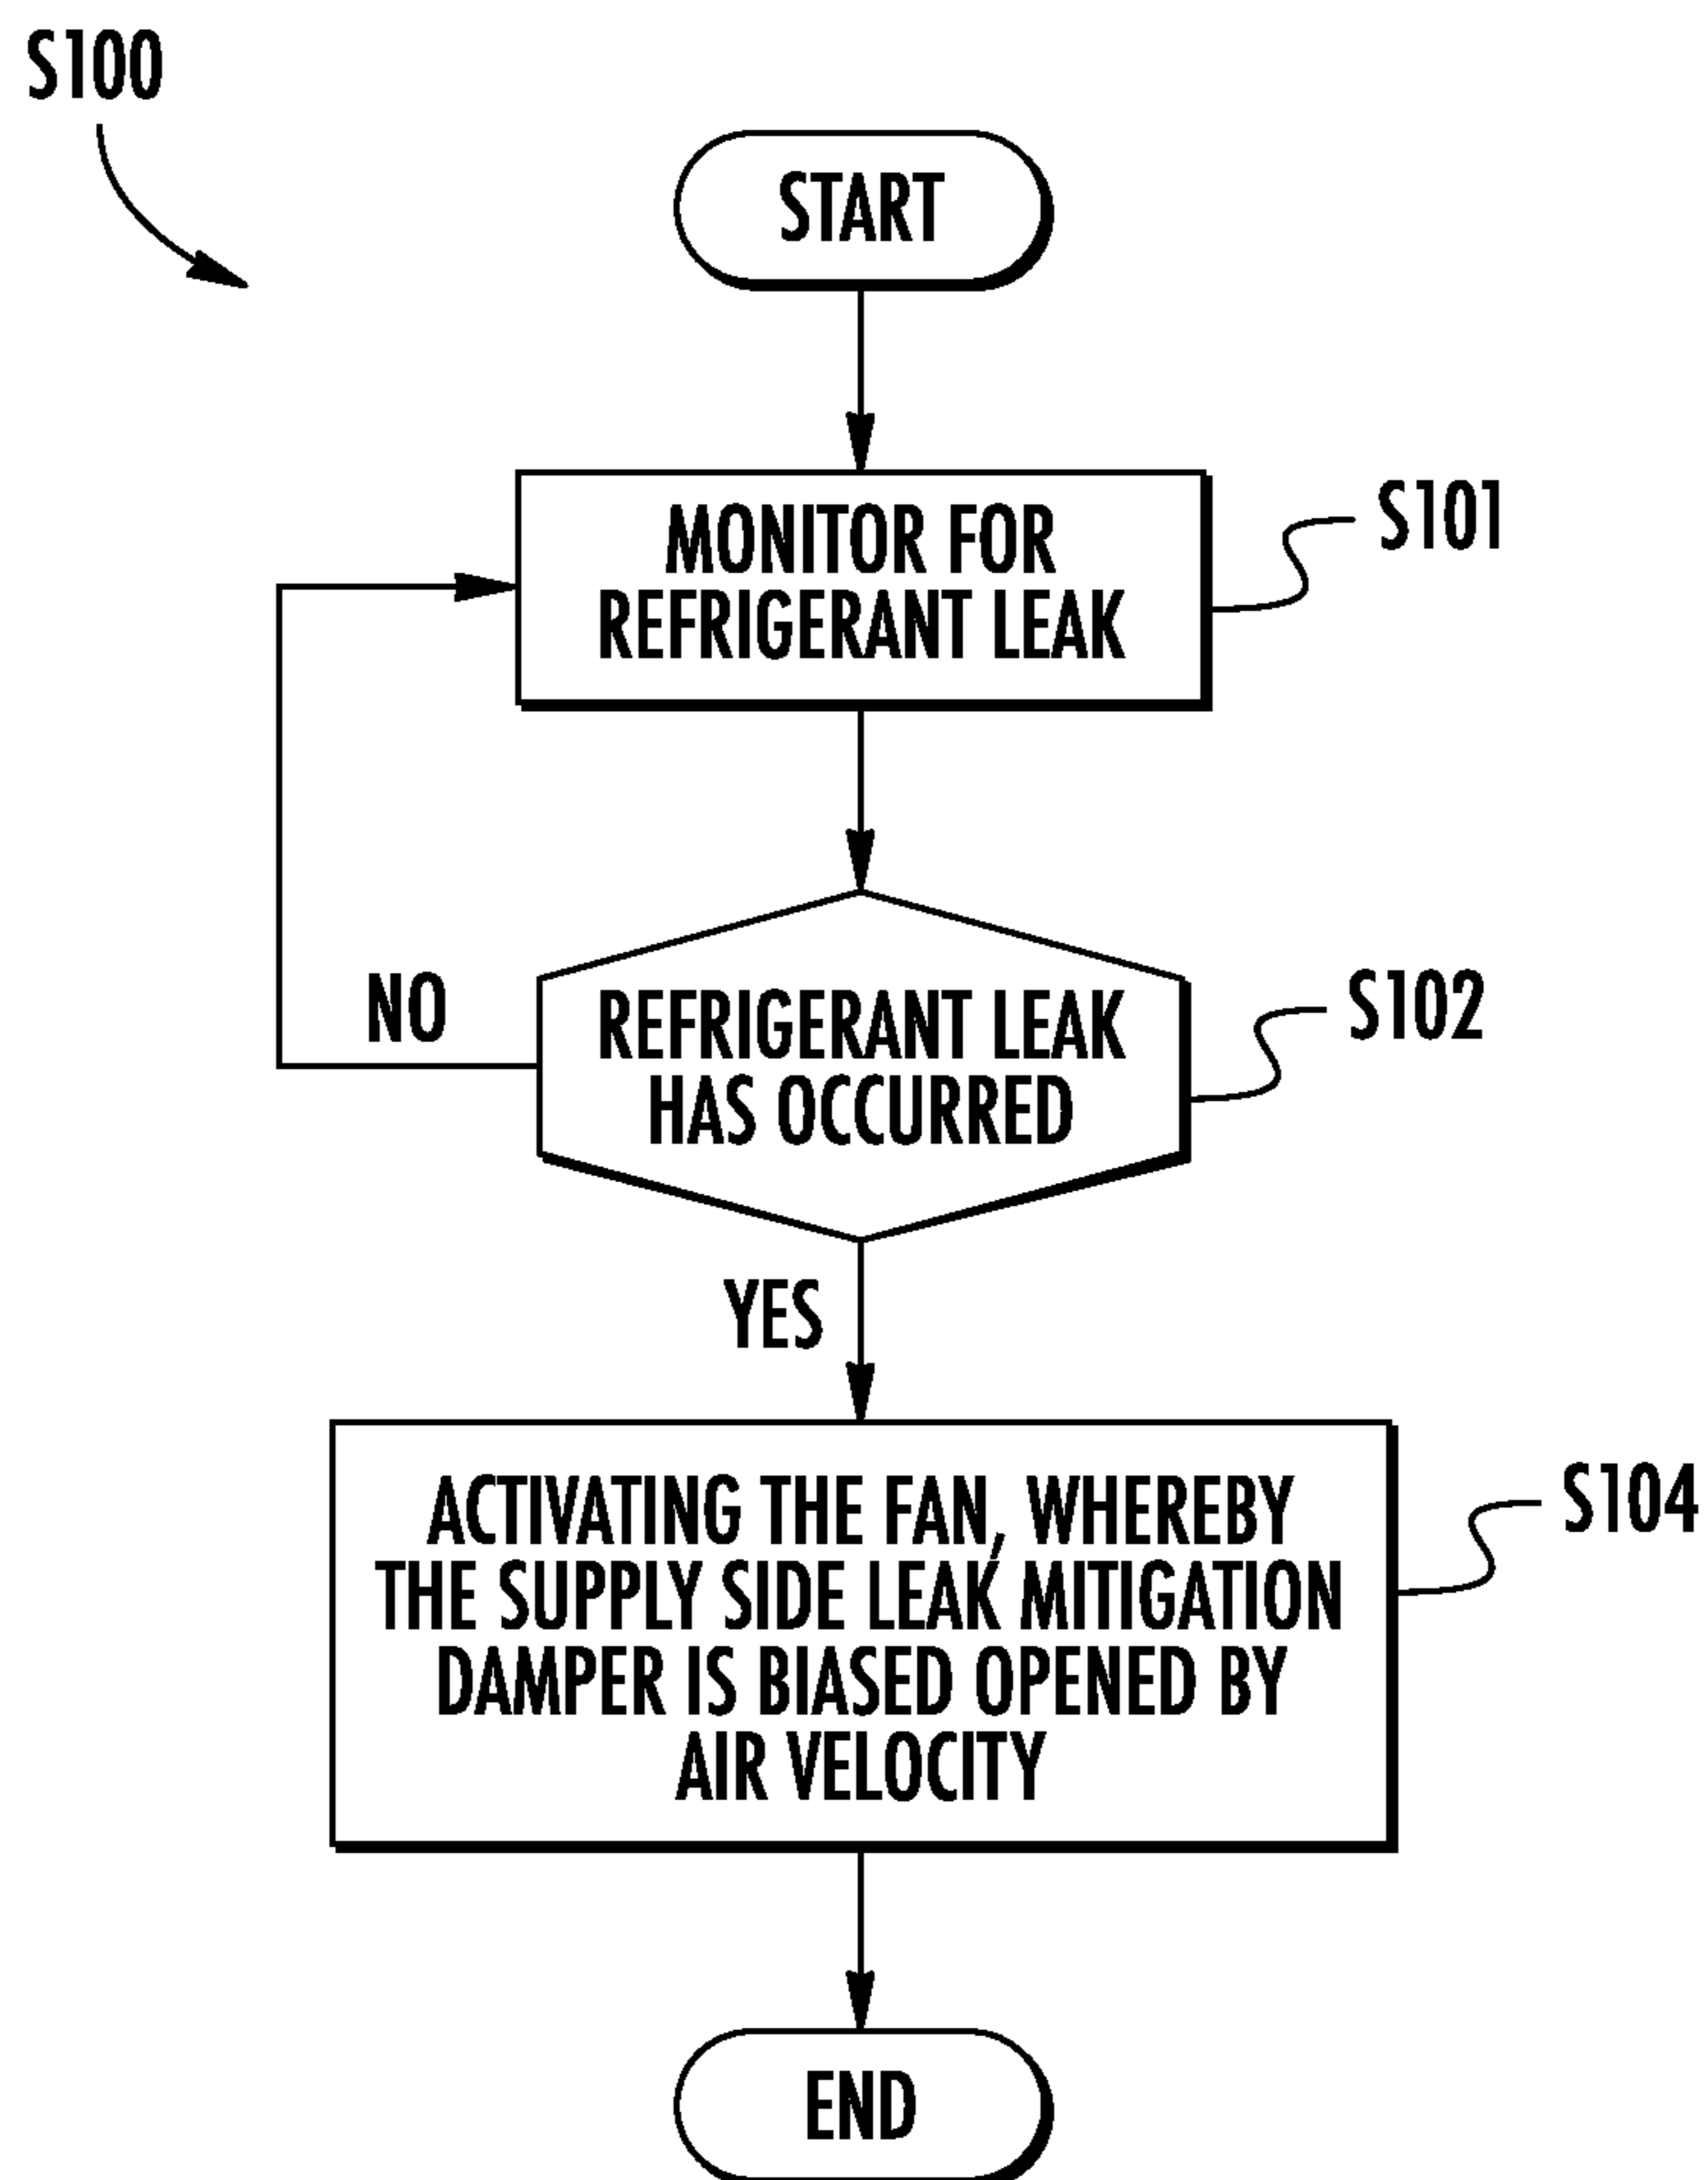 S100
START
MONITOR FOR
REFRIGERANT LEAK
S101
NO
REFRIGERANT LEAK
HAS OCCURRED
S102
YES
ACTIVATING THE FAN, WHEREBY
THE SUPPLY SIDE LEAK MITIGATION
DAMPER IS BIASED OPENED BY
AIR VELOCITY
S104
END